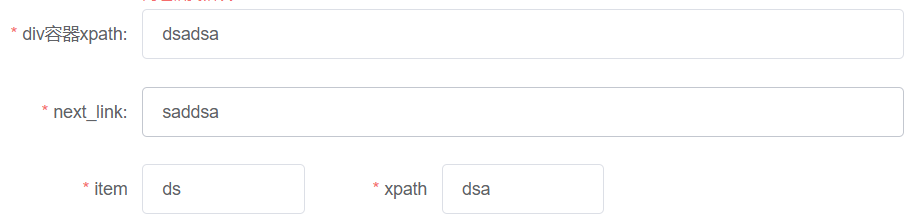 * div容器xpath: dsadsa
* next_link: saddsa
* item ds * xpath dsa